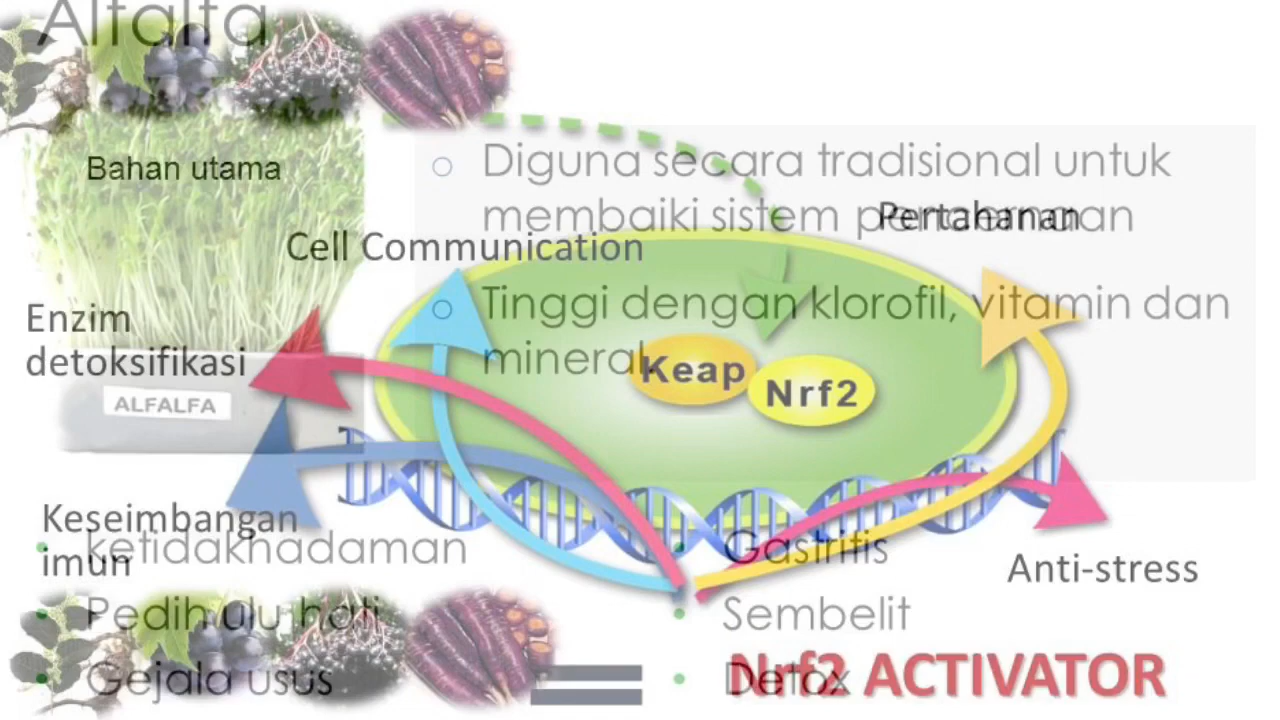 Alfalfa
Bahan utama
Diguna secara tradisional untuk
membaiki sistem pencernaan
Pertahanan
Cell Communication
Tinggi dengan klorofil, vitamin dan
mineral.
Enzim
detoksifikasi
Keap
Nrf2
ALFALFA
Keseimbangan
imun
Ketidakhadaman
Gastritis
Anti-stress
Pedih ulu hati
Sembelit
Gejala usus
Detox
Nrf2 ACTIVATOR